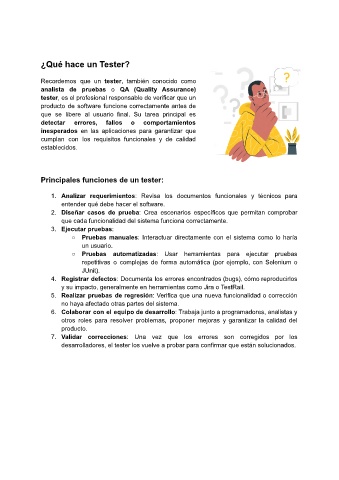 ¿Qué hace un Tester?
Recordemos que un tester, también conocido como
analista de pruebas o QA (Quality Assurance)
tester, es el profesional responsable de verificar que un
producto de software funcione correctamente antes de
que se libere al usuario final. Su tarea principal es
detectar errores, fallos o comportamientos
inesperados en las aplicaciones para garantizar que
cumplan con los requisitos funcionales y de calidad
establecidos.
?
Principales funciones de un tester:
1. Analizar requerimientos: Revisa los documentos funcionales y técnicos para
entender qué debe hacer el software.
2. Diseñar casos de prueba: Crea escenarios específicos que permitan comprobar
que cada funcionalidad del sistema funciona correctamente.
3. Ejecutar pruebas:
○ Pruebas manuales: Interactuar directamente con el sistema como lo haría
un usuario.
○ Pruebas automatizadas: Usar herramientas para ejecutar pruebas
repetitivas o complejas de forma automática (por ejemplo, con Selenium o
JUnit).
4. Registrar defectos: Documenta los errores encontrados (bugs), cómo reproducirlos
y su impacto, generalmente en herramientas como Jira o TestRail.
5. Realizar pruebas de regresión: Verifica que una nueva funcionalidad o corrección
no haya afectado otras partes del sistema.
6. Colaborar con el equipo de desarrollo: Trabaja junto a programadores, analistas y
otros roles para resolver problemas, proponer mejoras y garantizar la calidad del
producto.
7. Validar correcciones: Una vez que los errores son corregidos por los
desarrolladores, el tester los vuelve a probar para confirmar que están solucionados.